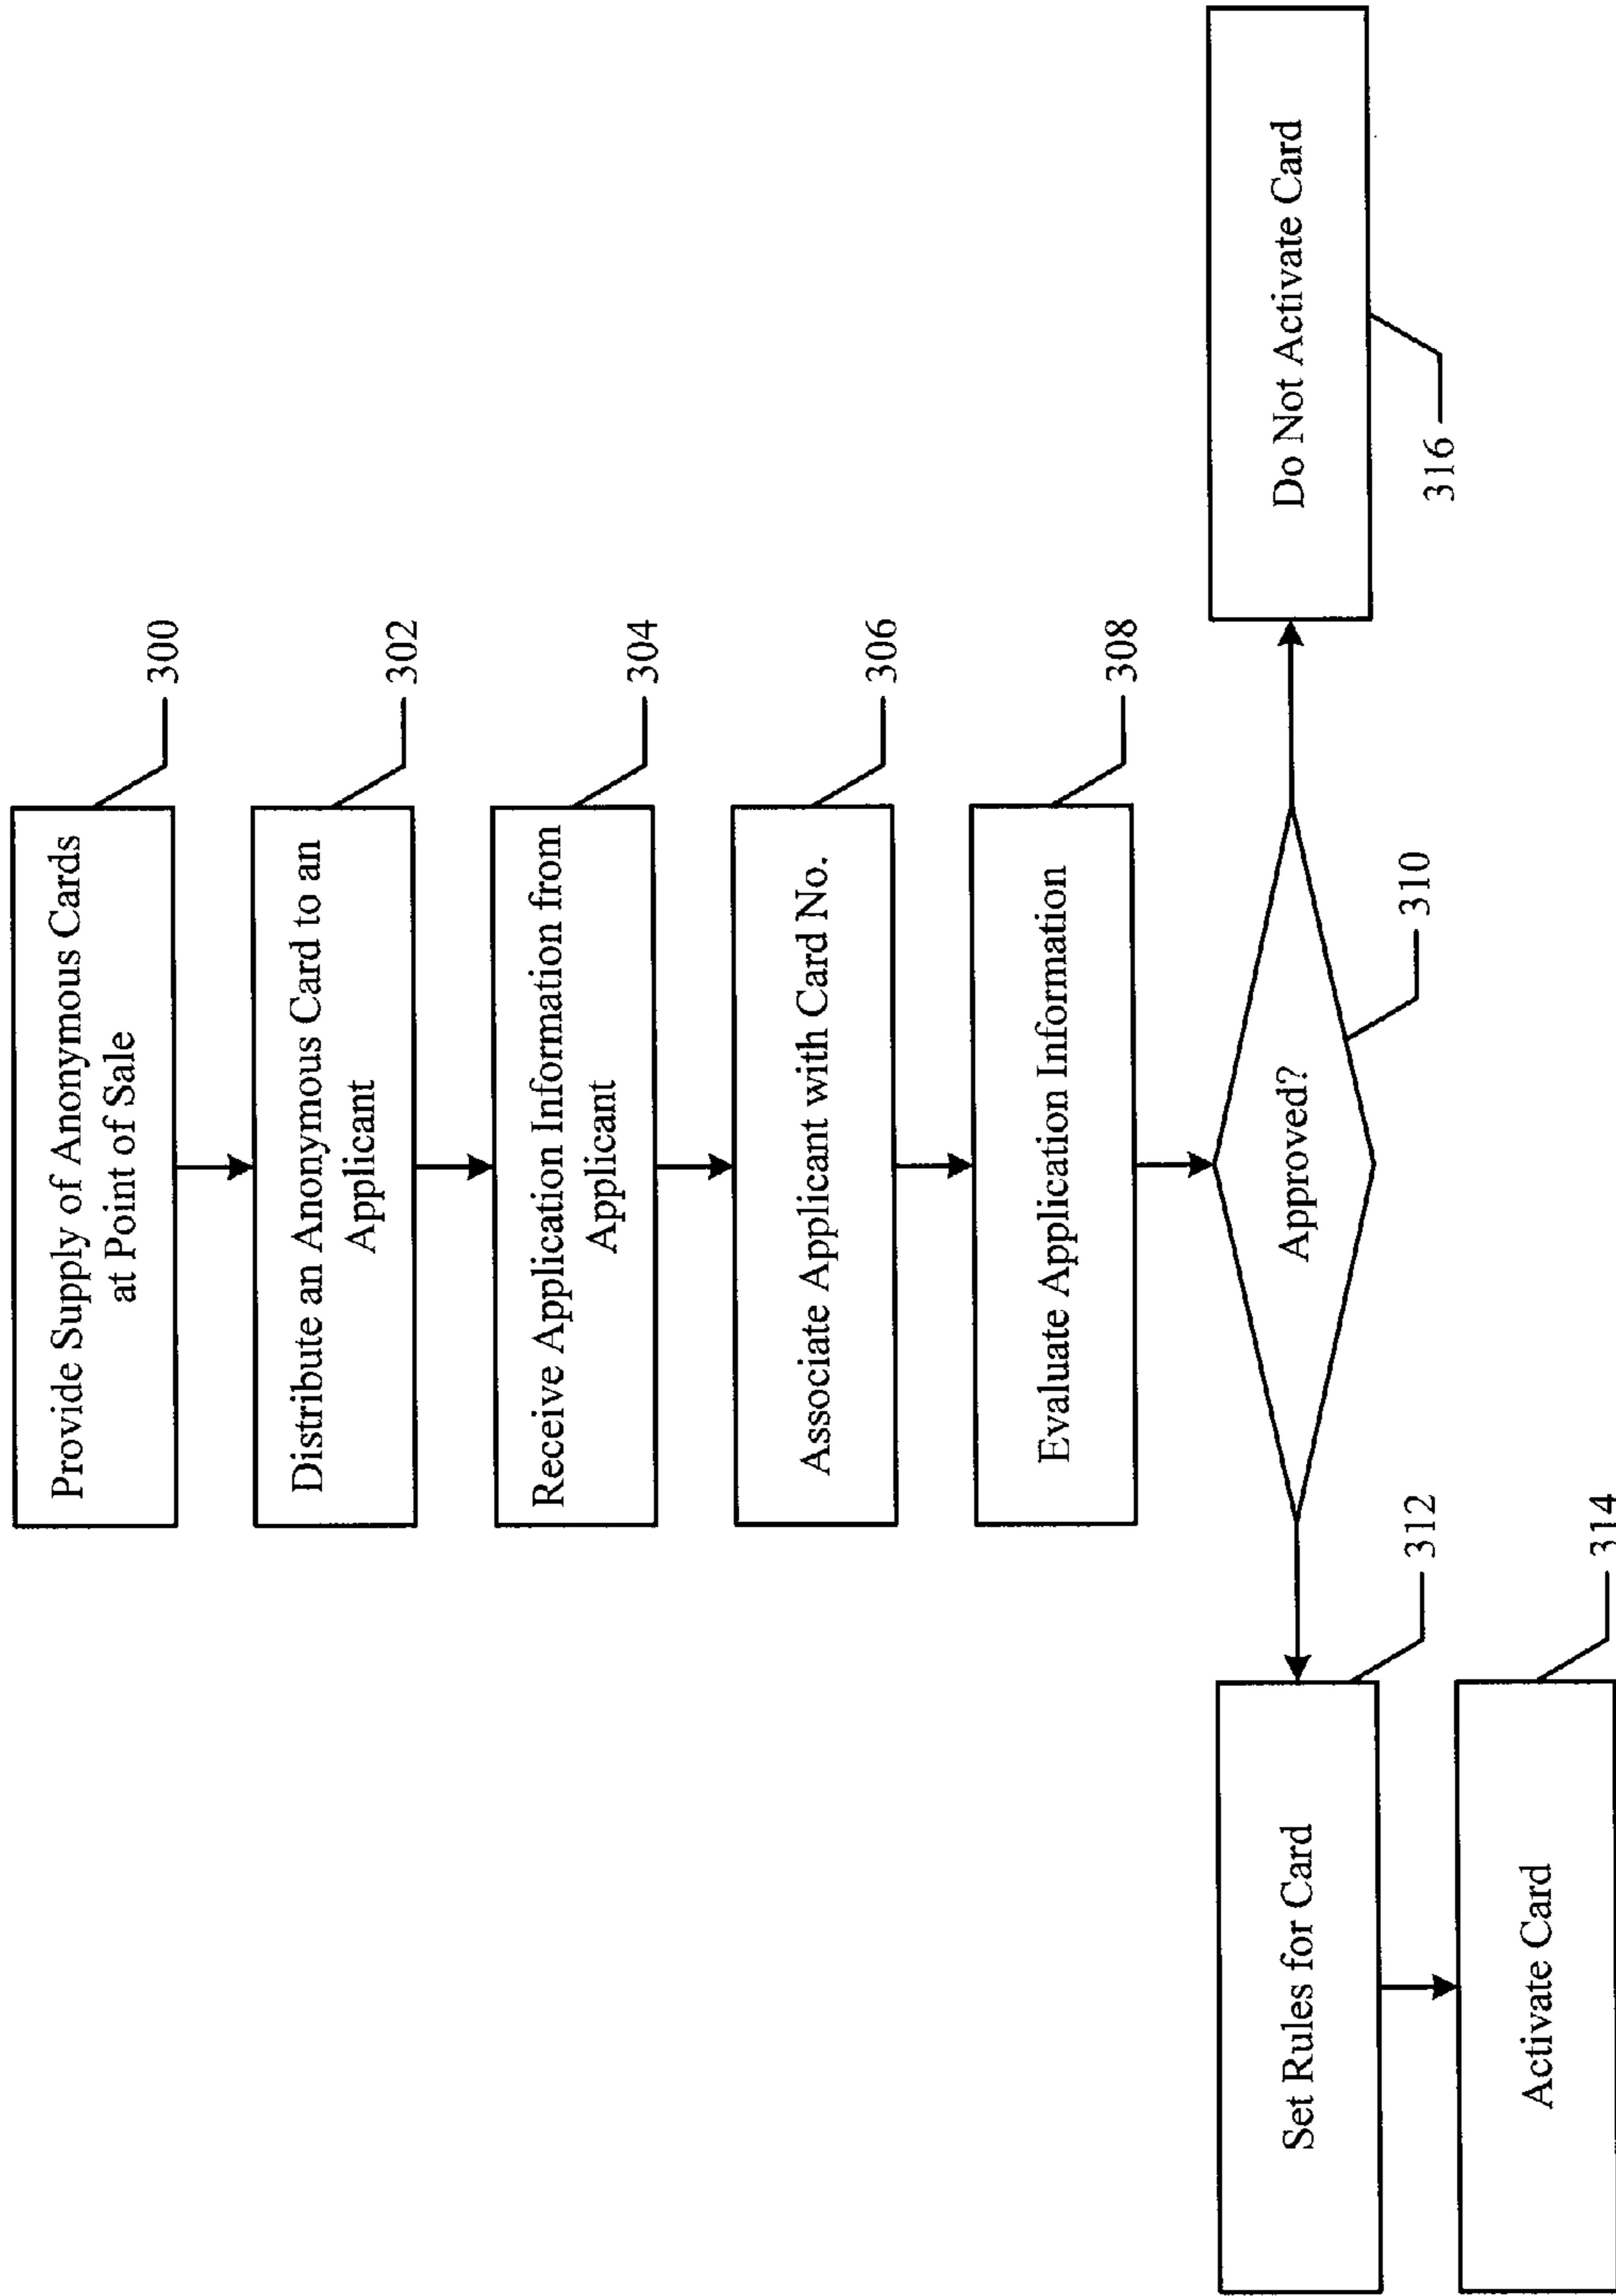 Provide Supply of Anonymous Cards
at Point of Sale
300
Distribute an Anonymous Card to an
Applicant
302
Receive Application Information from
Applicant
304
Associate Applicant with Card No.
306
Evaluate Application Information
308
Approved?
310
Set Rules for Card
312
Do Not Activate Card
316
Activate Card
314